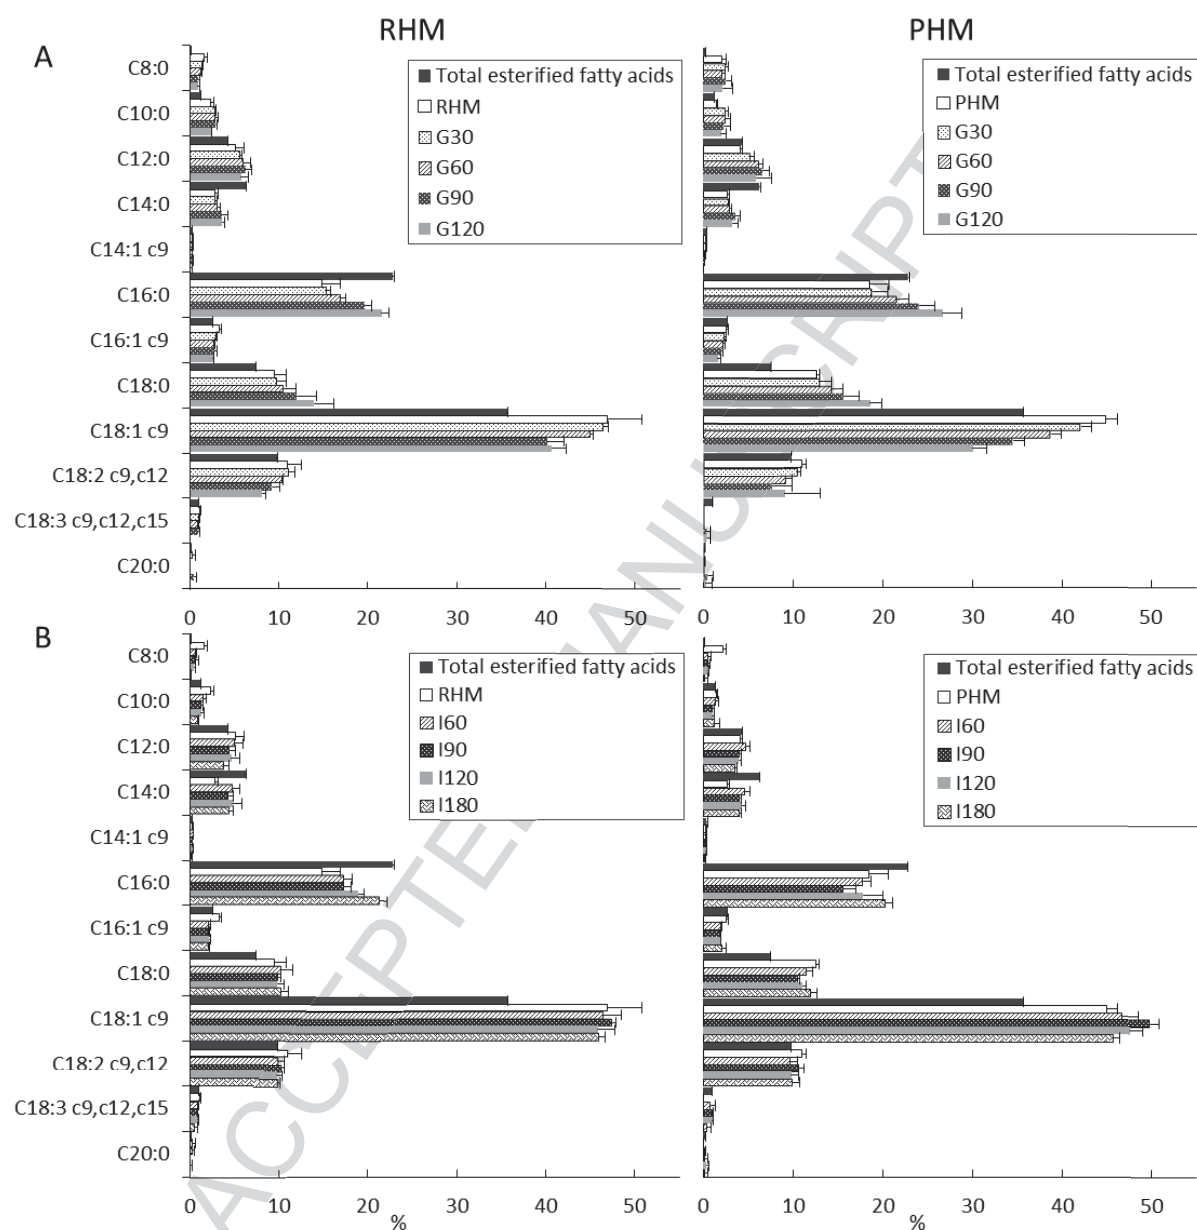 RHM
PHM
A
C8:0
C10:0
C12:0
C14:0
C14:1 c9
C16:0
C16:1 c9
C18:0
C18:1 c9
C18:2 c9,c12
C18:3 c9,c12,c15
C20:0
Total esterified fatty acids
RHM
G30
G60
G90
G120
Total esterified fatty acids
PHM
G30
G60
G90
G120
0 10 20 30 40 50
0 10 20 30 40 50
B
C8:0
C10:0
C12:0
C14:0
C14:1 c9
C16:0
C16:1 c9
C18:0
C18:1 c9
C18:2 c9,c12
C18:3 c9,c12,c15
C20:0
Total esterified fatty acids
RHM
I60
I90
I120
I180
Total esterified fatty acids
PHM
I60
I90
I120
I180
0 10 20 30 40 50
0 10 20 30 40 50
%
%
ACCEPTED MANUSCRIPT